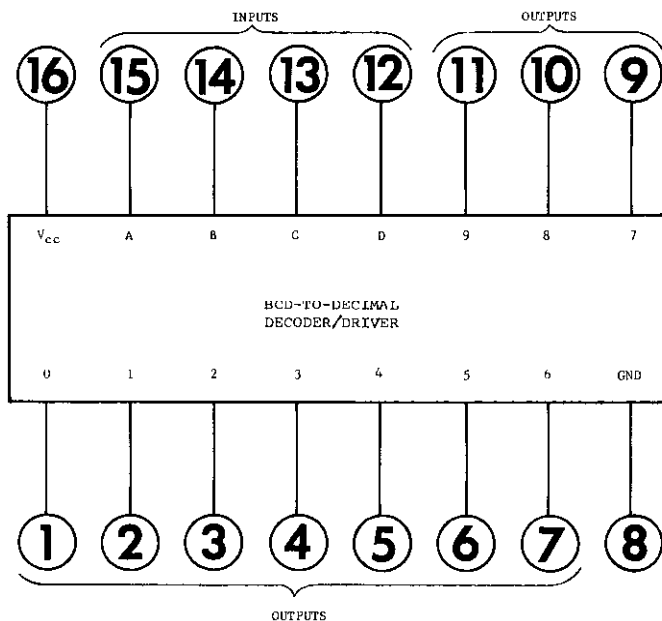 INPUTS OUTPUTS
16 15 14 13 12 11 10 9
Vcc A B C D 9 8 7
BCD-TO-DECIMAL
DECODER/DRIVER
0 1 2 3 4 5 6 GND
1 2 3 4 5 6 7 8
OUTPUTS